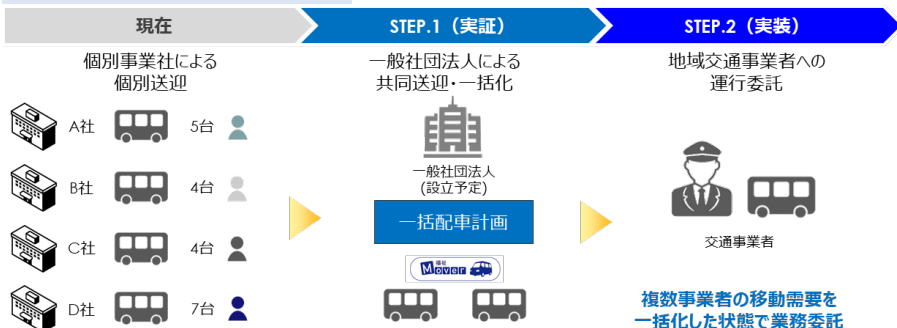 現在
STEP.1（実証）
STEP.2（実装）
個別事業社による
個別送迎
A社
5台
B社
4台
C社
4台
D社
7台
一般社団法人による
共同送迎・一括化
一般社団法人
(設立予定)
一括配車計画
福祉
Mover
地域交通事業者への
運行委託
交通事業者
複数事業者の移動需要を
一括化した状態で業務委託